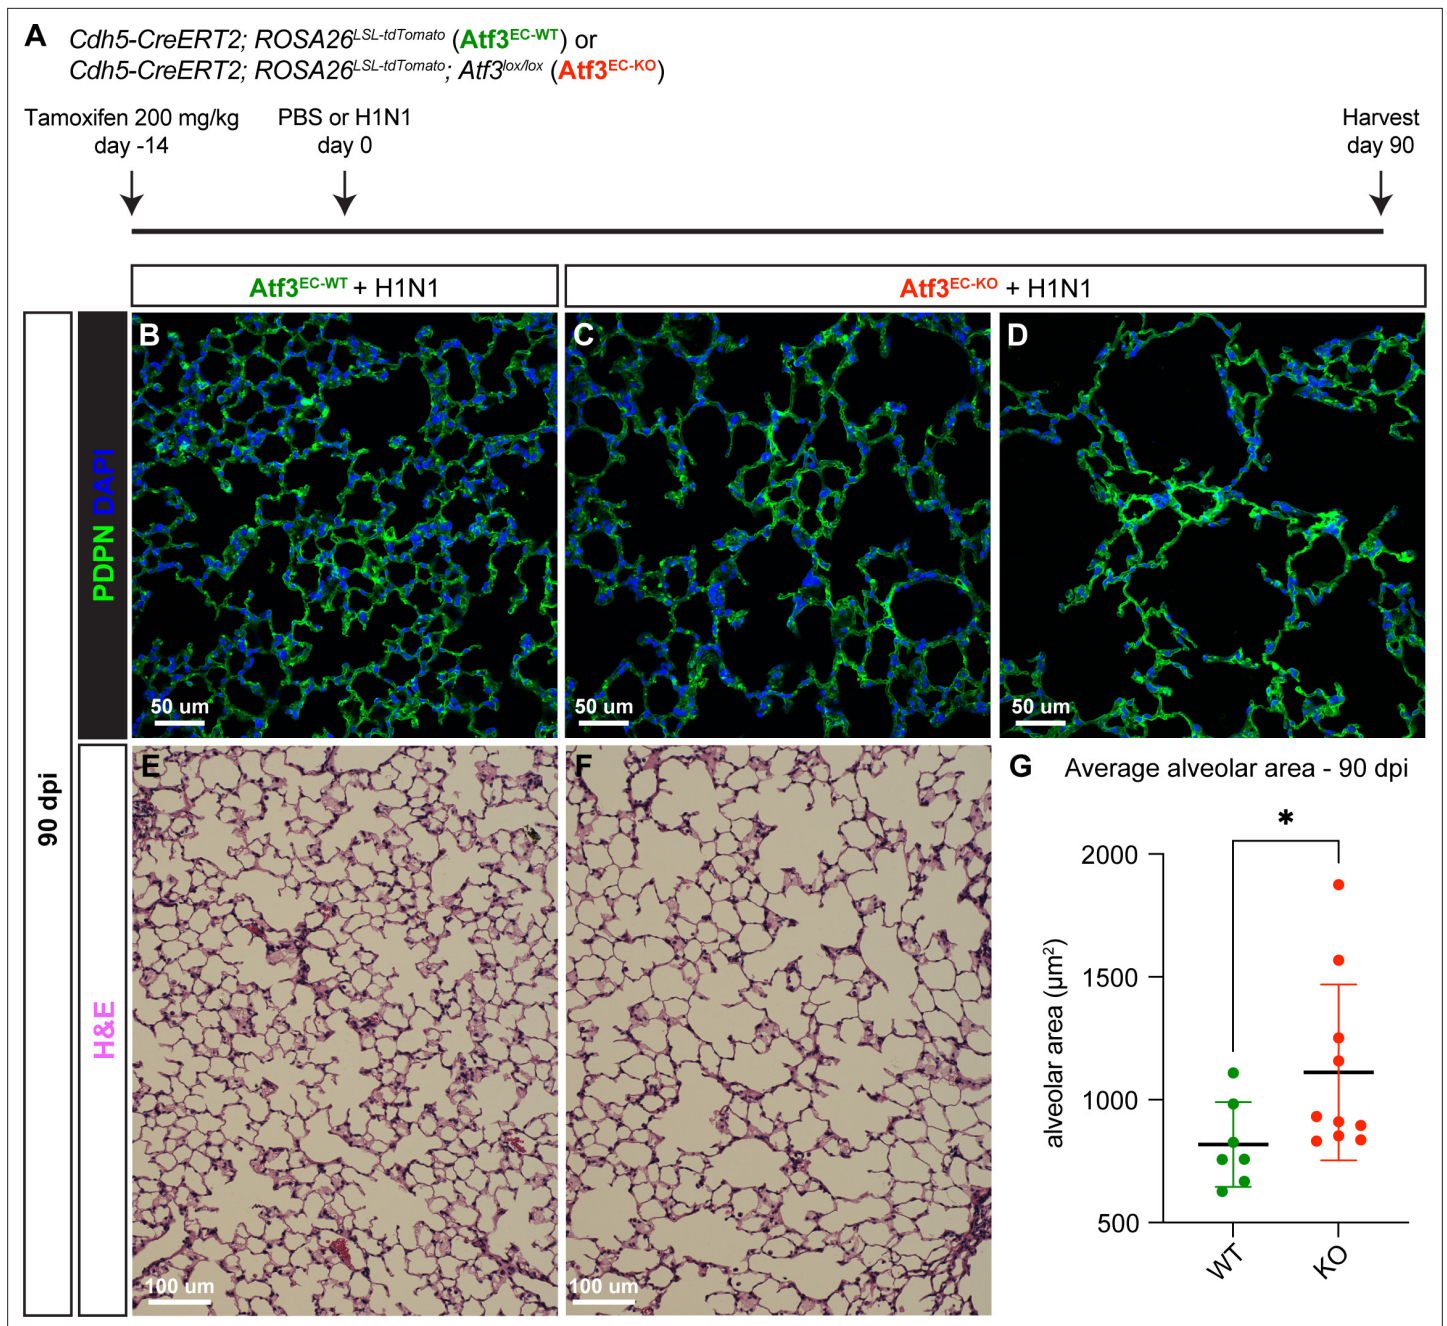 A
Cdh5-CreERT2; ROSA26LSL-tdTomato (Atf3EC-WT) or
Cdh5-CreERT2; ROSA26LSL-tdTomato; Atf3lox/lox (Atf3EC-KO)
Tamoxifen 200 mg/kg
day -14
PBS or H1N1
day 0
Harvest
day 90
Atf3EC-WT + H1N1
Atf3EC-KO + H1N1
90 dpi
PDPN DAPI
B
50 um
C
50 um
D
50 um
H&E
E
100 um
F
100 um
G
Average alveolar area - 90 dpi
*
alveolar area (µm2)
2000
1500
1000
500
WT
KO